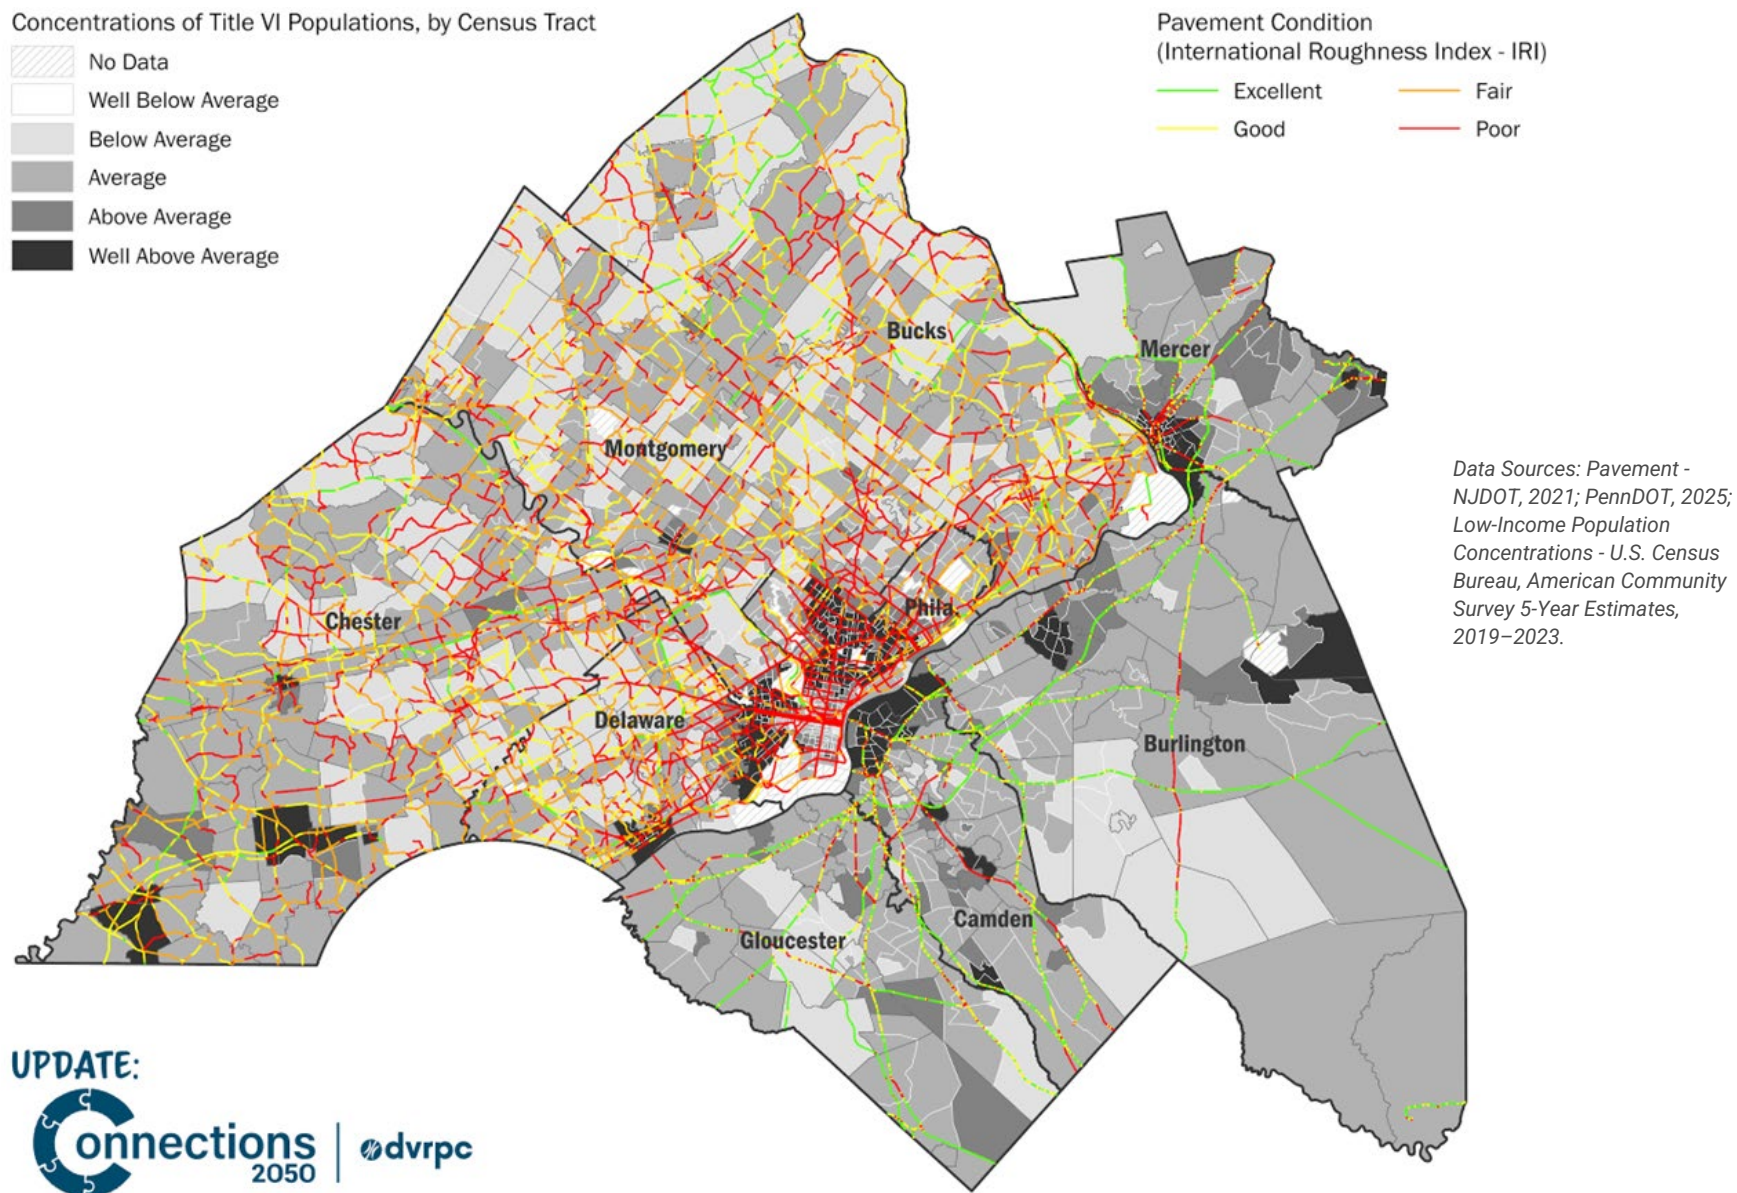 Concentrations of Title VI Populations, by Census Tract
No Data
Well Below Average
Below Average
Average
Above Average
Well Above Average
Pavement Condition
(International Roughness Index - IRI)
Excellent
Fair
Good
Poor
Bucks
Mercer
Montgomery
Data Sources: Pavement -
NJDOT, 2021; PennDOT, 2025;
Low-Income Population
Concentrations - U.S. Census
Bureau, American Community
Survey 5-Year Estimates,
2019–2023.
Phila.
Chester
Delaware
Burlington
Camden
Gloucester
UPDATE:
Connections
2050
dvrpc